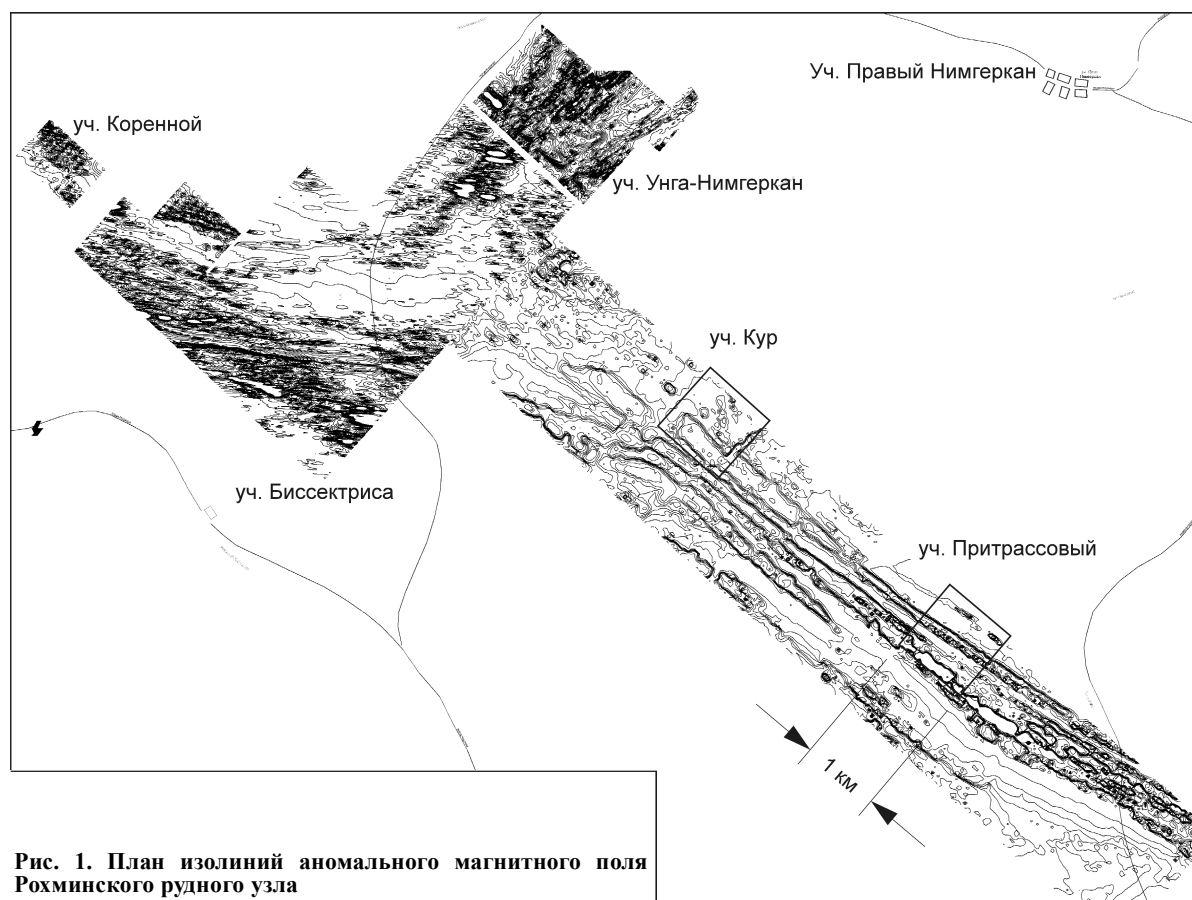 Уч. Правый Нимгеркан
уч. Коренной
уч. Унга-Нимгеркан
уч. Кур
уч. Биссектриса
уч. Притрассовый
1 км
Рис. 1. План изолиний аномального магнитного поля
Рохминского рудного узла